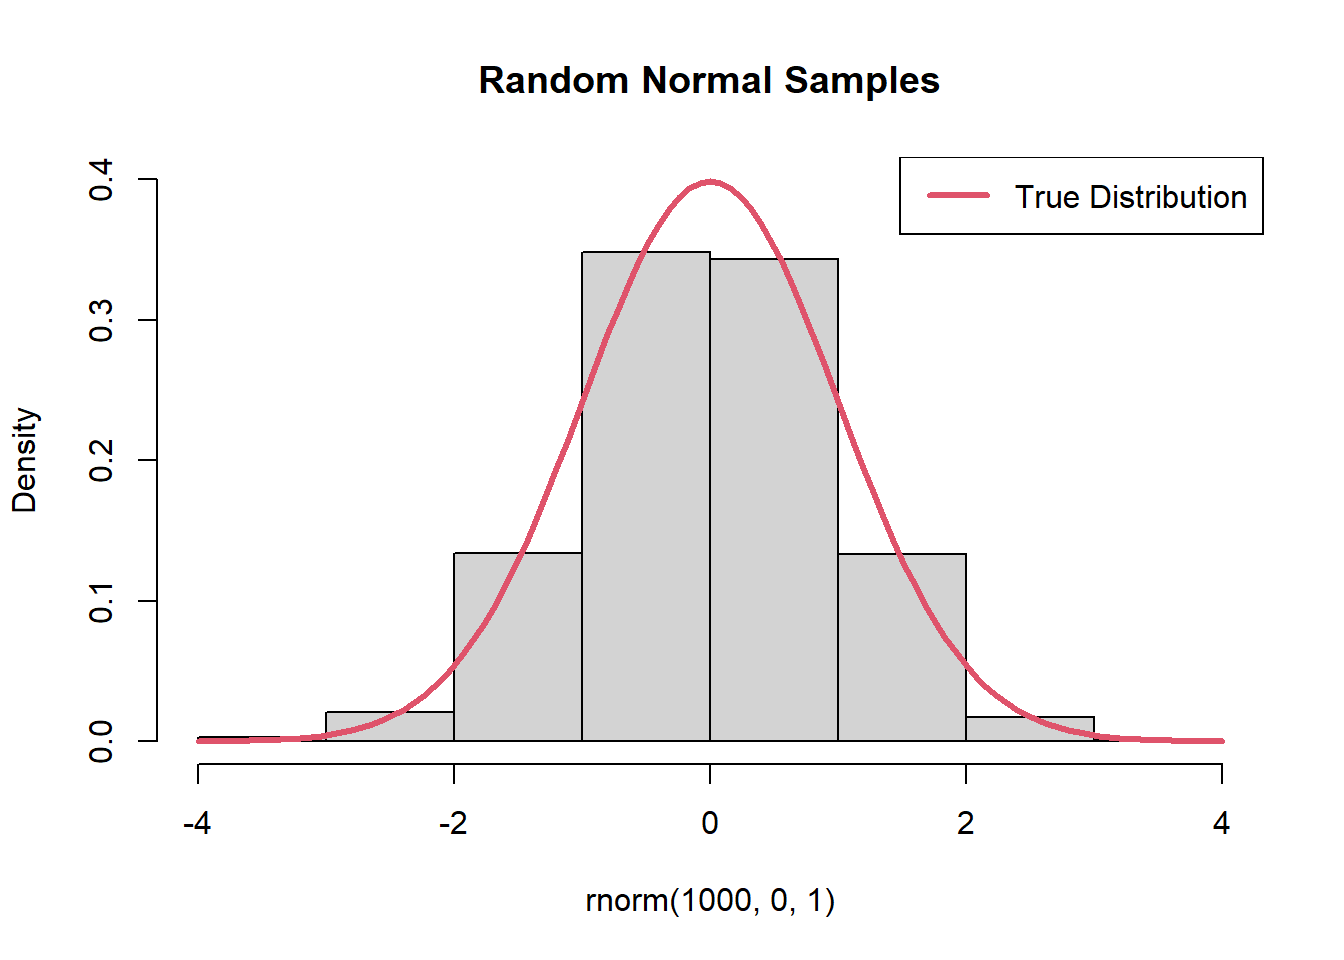 Random Normal Samples
True Distribution
Density
0.4
0.3
0.2
0.1
0.0
-4 -2 0 2 4
rnorm(1000, 0, 1)